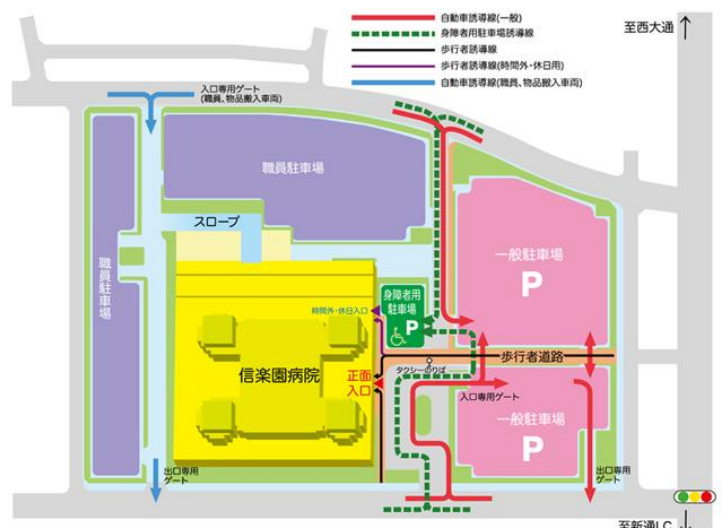 自動車誘導線(一般)
身障者用駐車場誘導線
歩行者誘導線
歩行者誘導線(時間外・休日用)
自動車誘導線(職員、物品搬入車両)
至西大通
入口専用ゲート
(職員、物品搬入車両)
職員駐車場
スロープ
職員駐車場
一般駐車場
P
身障者用
駐車場
P
時間外・休日入口
歩行者道路
タクシーのりば
信楽園病院
正面
入口
入口専用ゲート
一般駐車場
P
出口専用
ゲート
出口専用
ゲート
至新通I.C